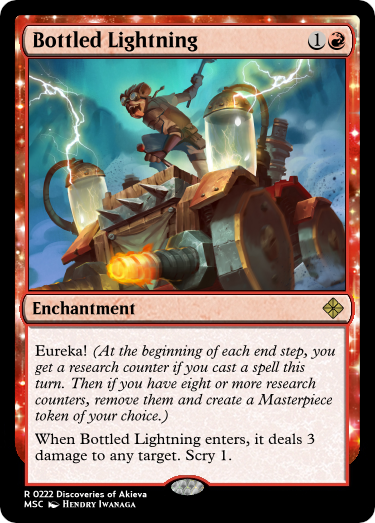 Bottled Lightning 1
Enchantment
Eureka! (At the beginning of each end step, you
get a research counter if you cast a spell this
turn. Then if you have eight or more research
counters, remove them and create a Masterpiece
token of your choice.)
When Bottled Lightning enters, it deals 3
damage to any target. Scry 1.
R 0222 Discoveries of Akieva
MSC Hendry Iwanaga